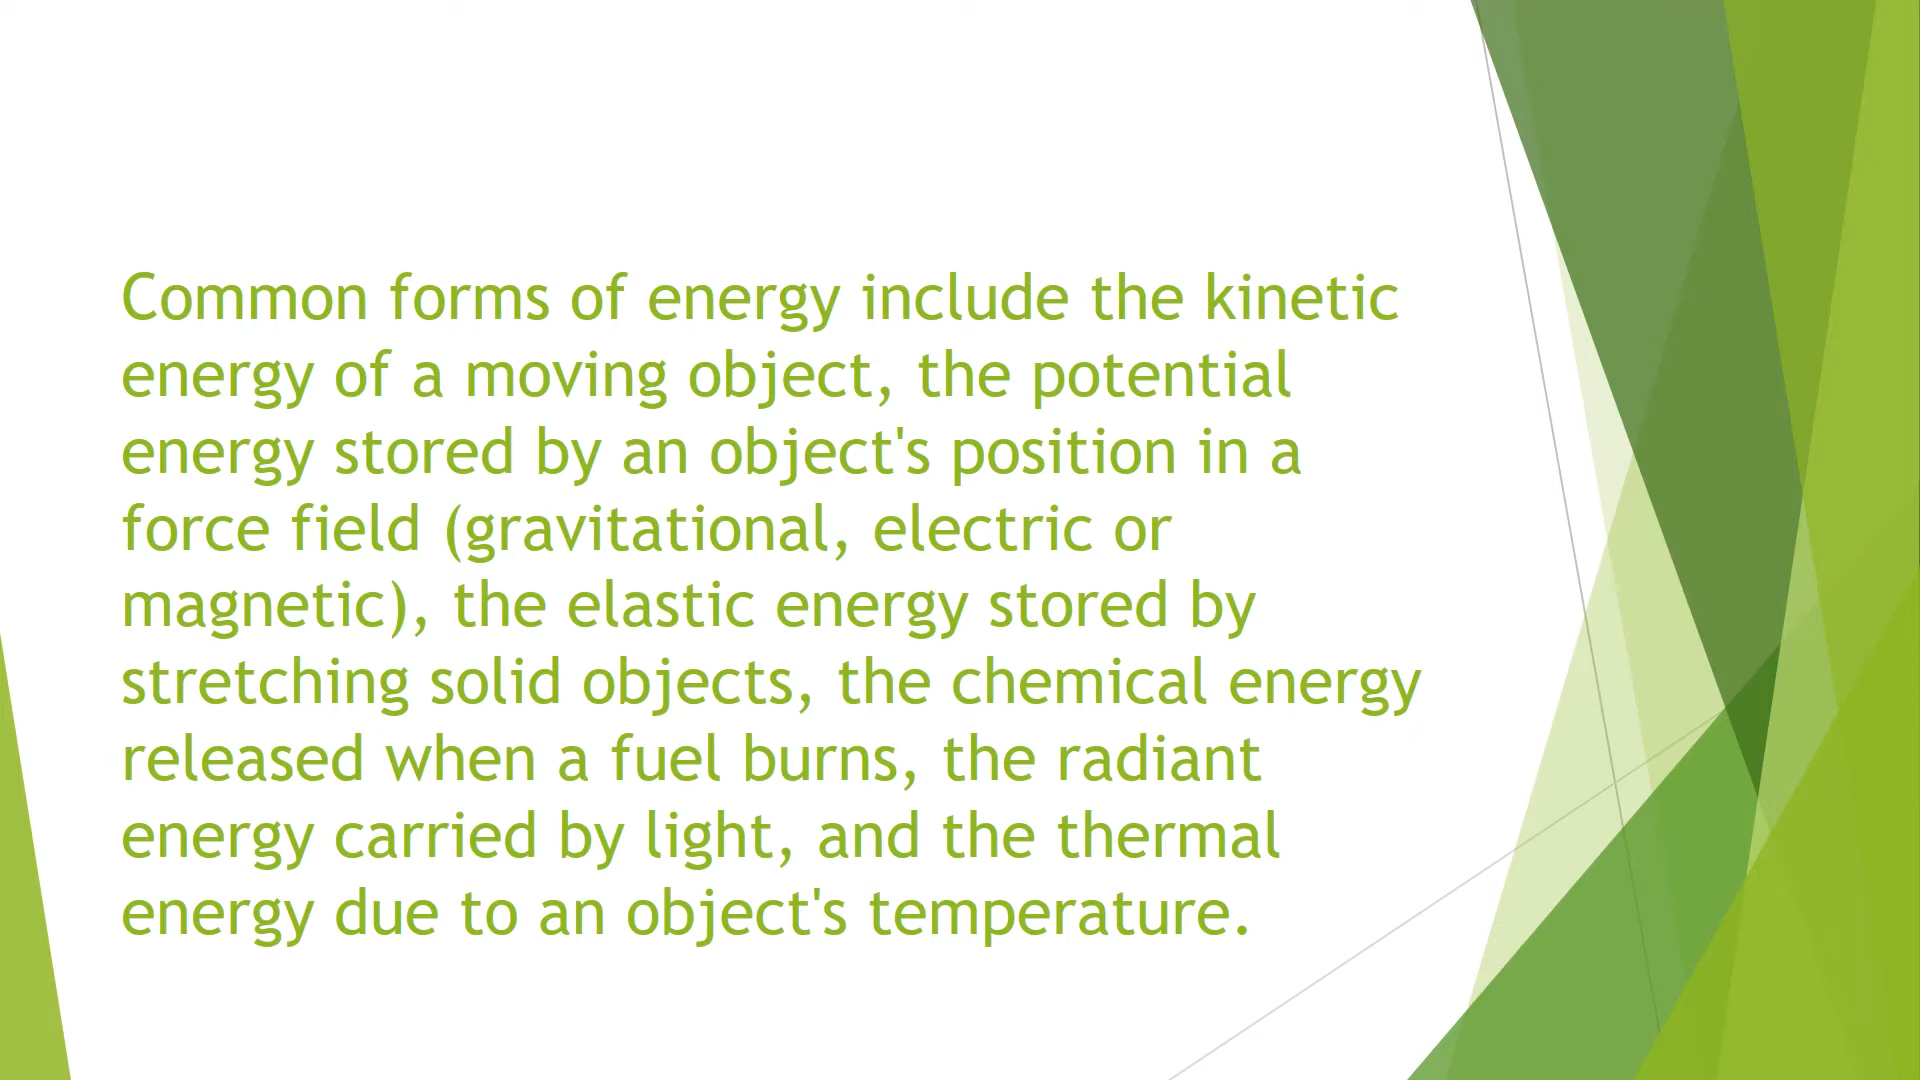 Common forms of energy include the kinetic
energy of a moving object, the potential
energy stored by an object's position in a
force field (gravitational, electric or
magnetic), the elastic energy stored by
stretching solid objects, the chemical energy
released when a fuel burns, the radiant
energy carried by light, and the thermal
energy due to an object's temperature.